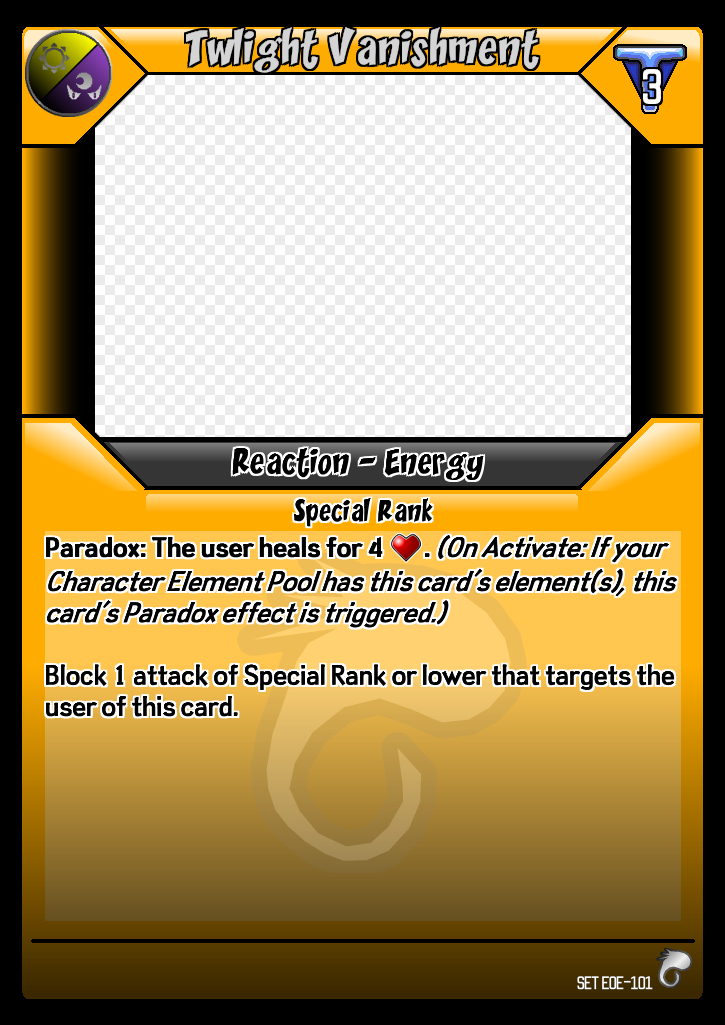 Twlight Vanishment
3
Reaction - Energy
Special Rank
Paradox: The user heals for 4 . (On Activate: If your
Character Element Pool has this card's element(s), this
card's Paradox effect is triggered.)
Block 1 attack of Special Rank or lower that targets the
user of this card.
SET EOE-101